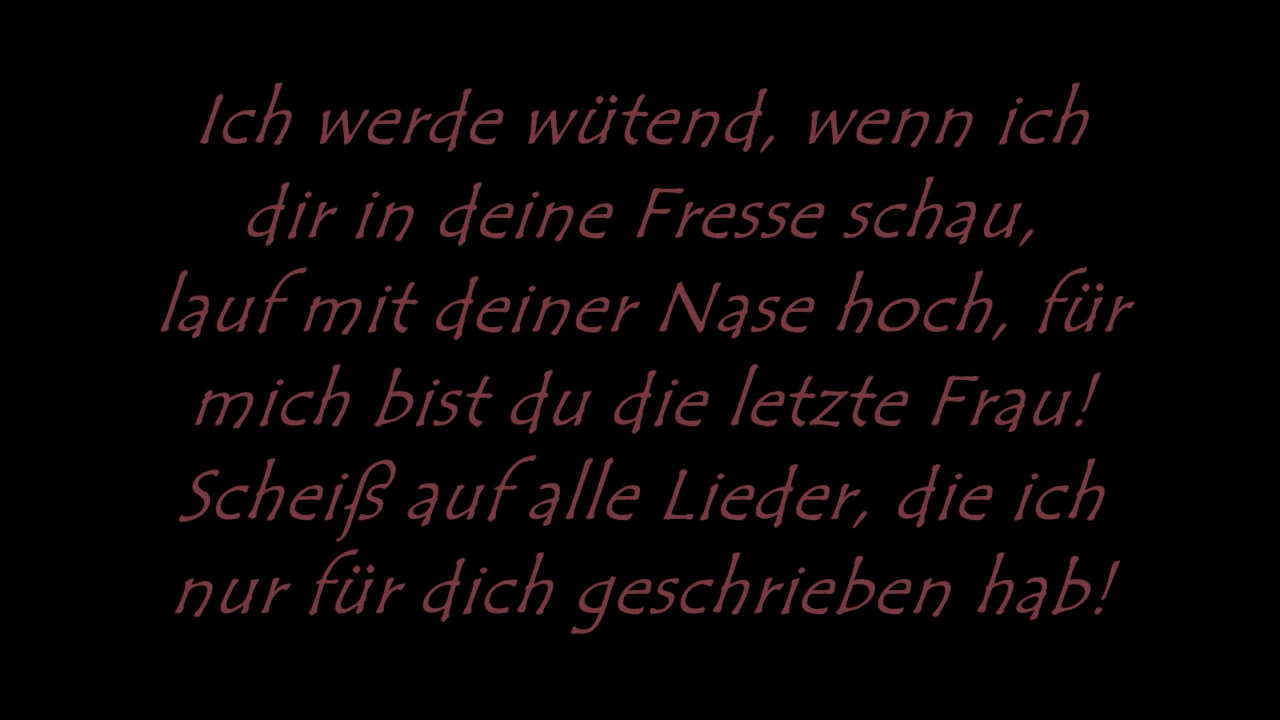 Ich werde wütend, wenn ich
dir in deine Fresse schau,
lauf mit deiner Nase hoch, für
mich bist du die letzte Frau!
Scheiß auf alle Lieder, die ich
nur für dich geschrieben hab!